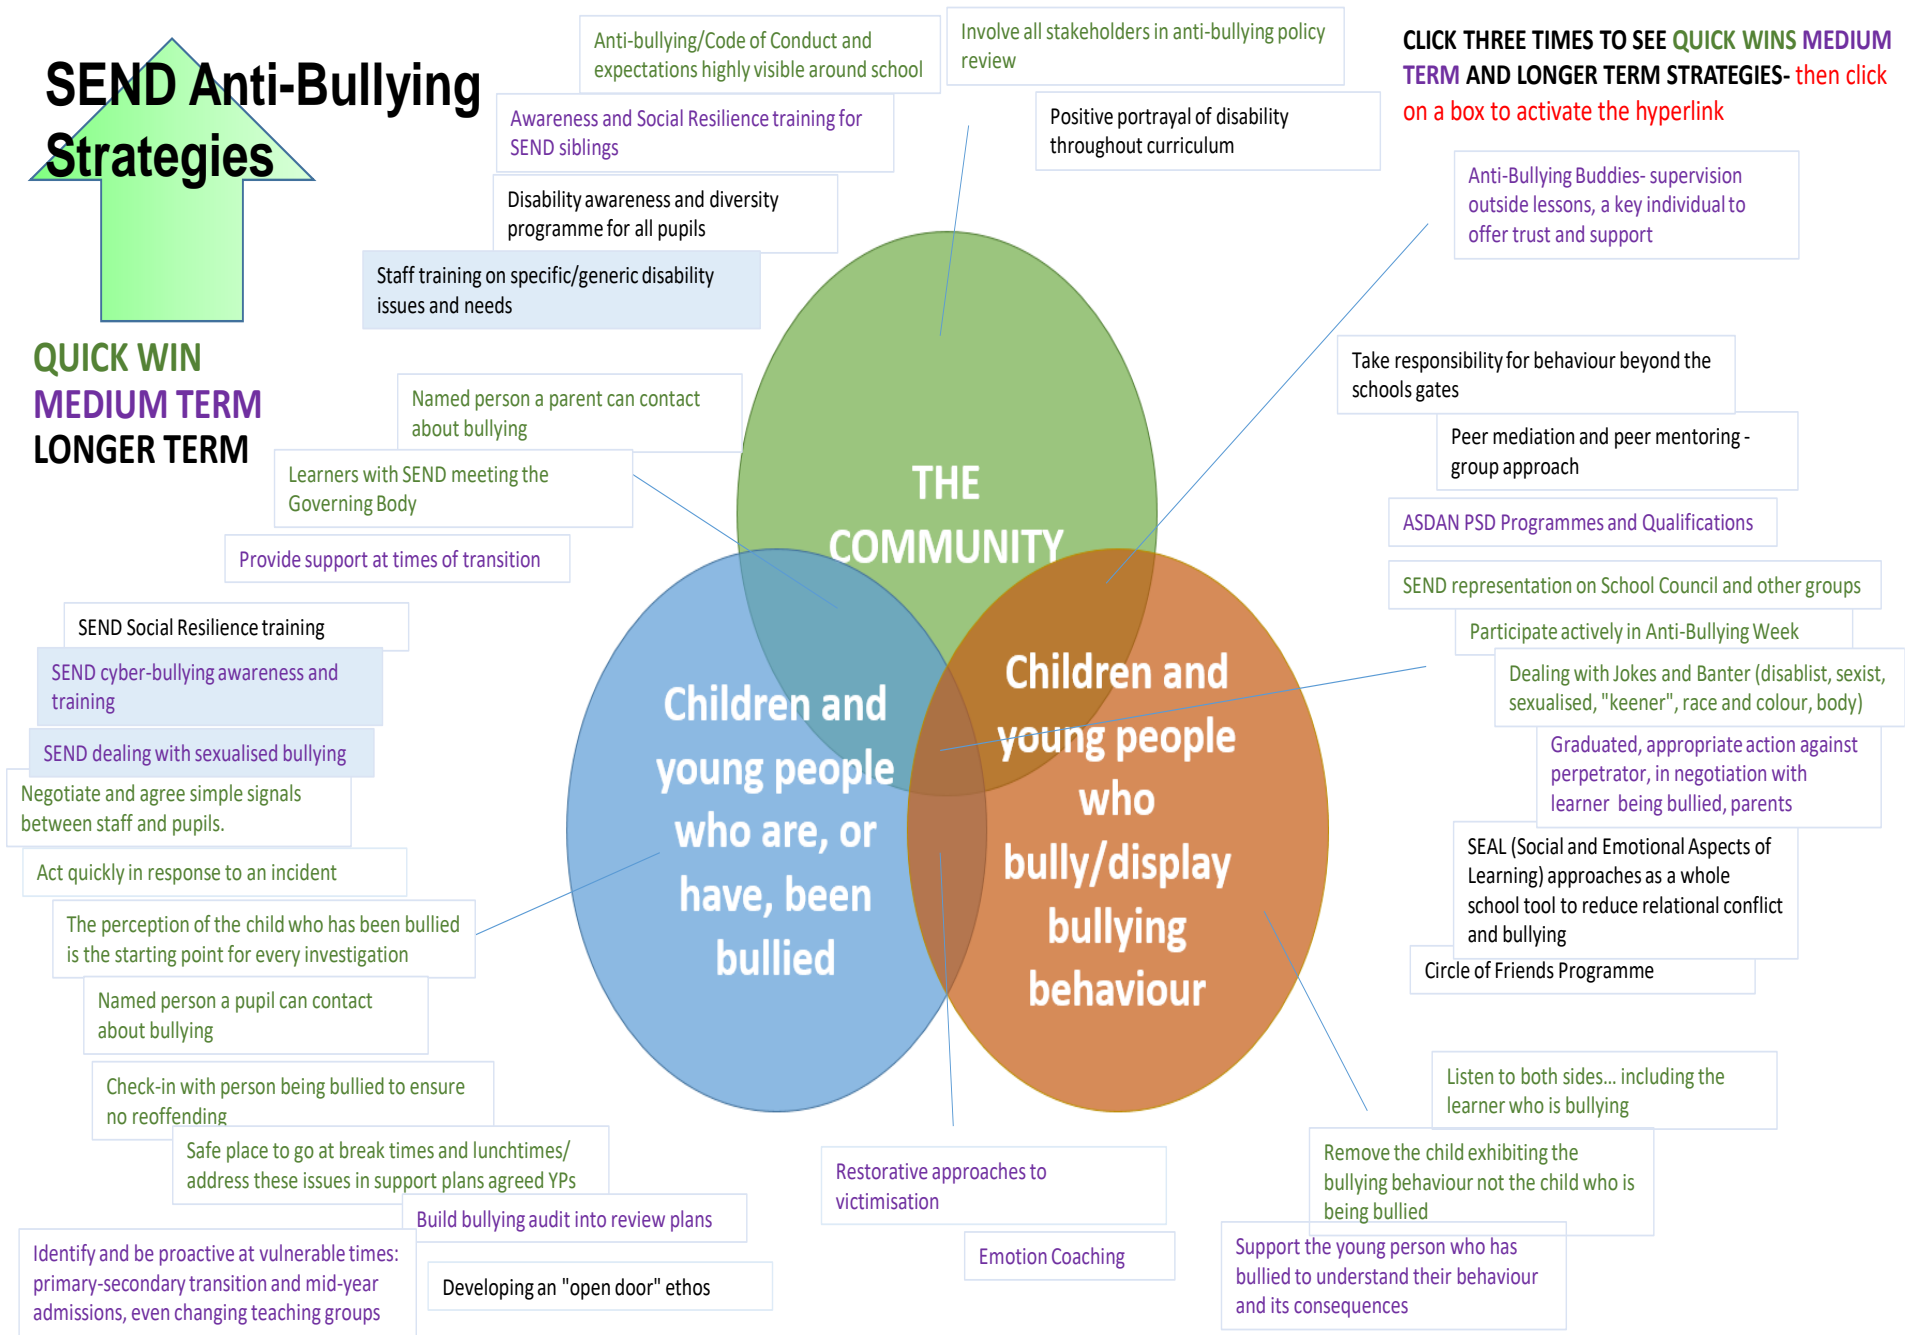 SEND Anti-Bullying
Strategies
QUICK WIN
MEDIUM TERM
LONGER TERM
Anti-bullying/Code of Conduct and
expectations highly visible around school
Involve all stakeholders in anti-bullying policy
review
CLICK THREE TIMES TO SEE QUICK WINS MEDIUM
TERM AND LONGER TERM STRATEGIES- then click
on a box to activate the hyperlink
Awareness and Social Resilience training for
SEND siblings
Positive portrayal of disability
throughout curriculum
Disability awareness and diversity
programme for all pupils
Staff training on specific/generic disability
issues and needs
Anti-Bullying Buddies- supervision
outside lessons, a key individual to
offer trust and support
Named person a parent can contact
about bullying
Learners with SEND meeting the
Governing Body
Provide support at times of transition
THE
COMMUNITY
Take responsibility for behaviour beyond the
schools gates
Peer mediation and peer mentoring -
group approach
ASDAN PSD Programmes and Qualifications
SEND representation on School Council and other groups
Participate actively in Anti-Bullying Week
Dealing with Jokes and Banter (disablist, sexist,
sexualised, "keener", race and colour, body)
Graduated, appropriate action against
perpetrator, in negotiation with
learner being bullied, parents
SEAL (Social and Emotional Aspects of
Learning) approaches as a whole
school tool to reduce relational conflict
and bullying
Circle of Friends Programme
SEND Social Resilience training
SEND cyber-bullying awareness and
training
SEND dealing with sexualised bullying
Negotiate and agree simple signals
between staff and pupils.
Act quickly in response to an incident
The perception of the child who has been bullied
is the starting point for every investigation
Named person a pupil can contact
about bullying
Check-in with person being bullied to ensure
no reoffending
Safe place to go at break times and lunchtimes/
address these issues in support plans agreed YPs
Build bullying audit into review plans
Identify and be proactive at vulnerable times:
primary-secondary transition and mid-year
admissions, even changing teaching groups
Developing an "open door" ethos
Children and
young people
who are, or
have, been
bullied
Children and
young people
who
bully/display
bullying
behaviour
Restorative approaches to
victimisation
Emotion Coaching
Listen to both sides... including the
learner who is bullying
Remove the child exhibiting the
bullying behaviour not the child who is
being bullied
Support the young person who has
bullied to understand their behaviour
and its consequences